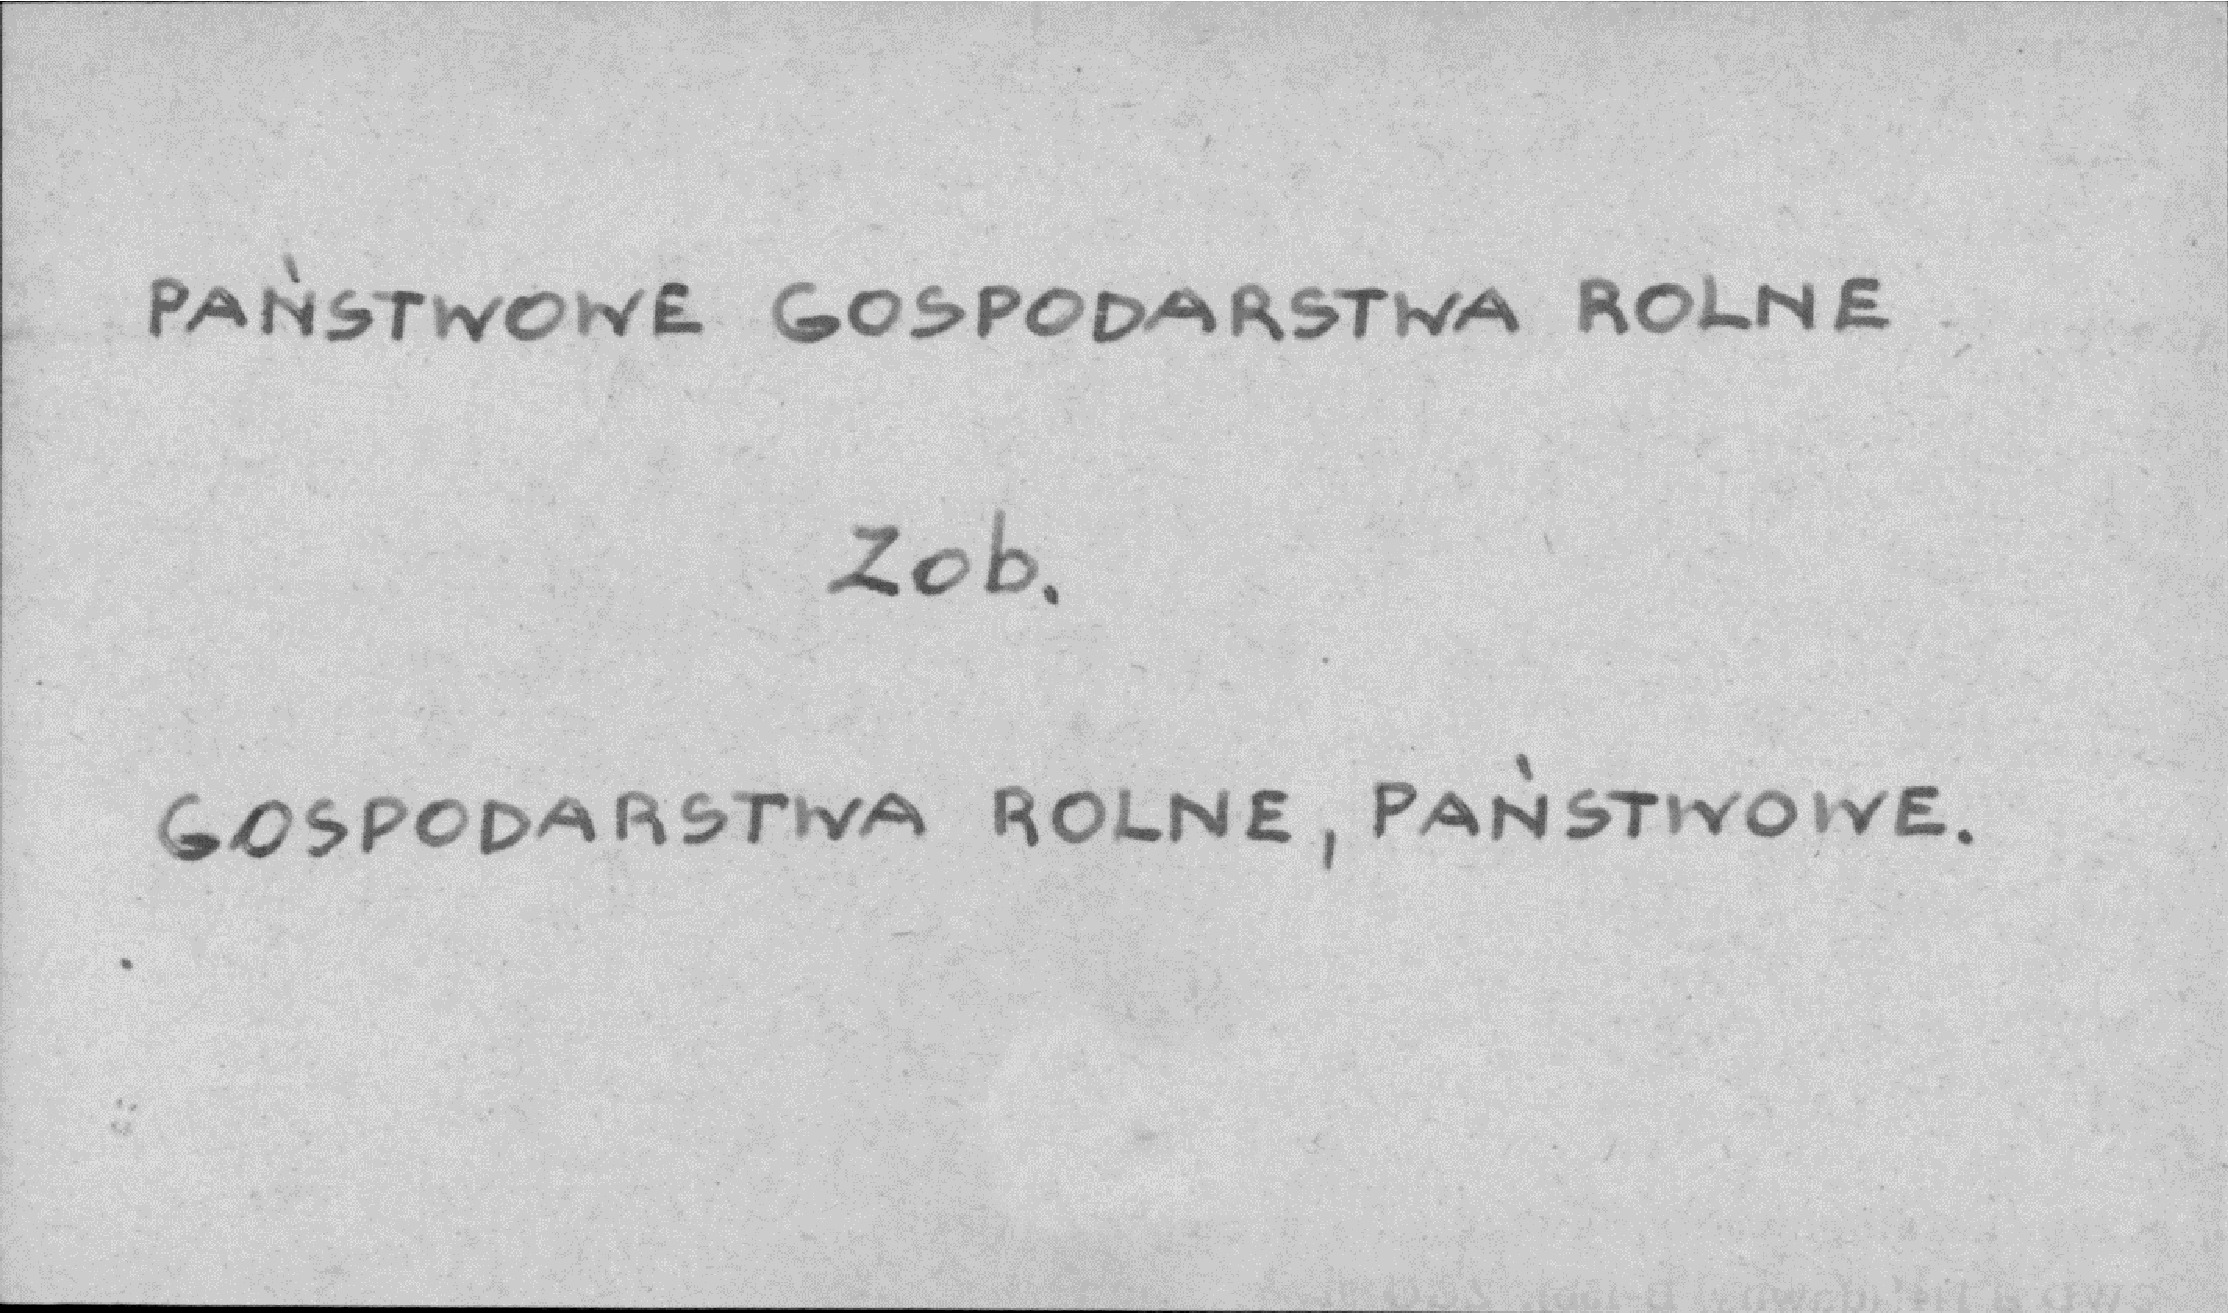 PAŃSTWOWE GOSPODARSTWA ROLNE
Zob.
GOSPODARSTWA ROLNE, PAŃSTWOWE.